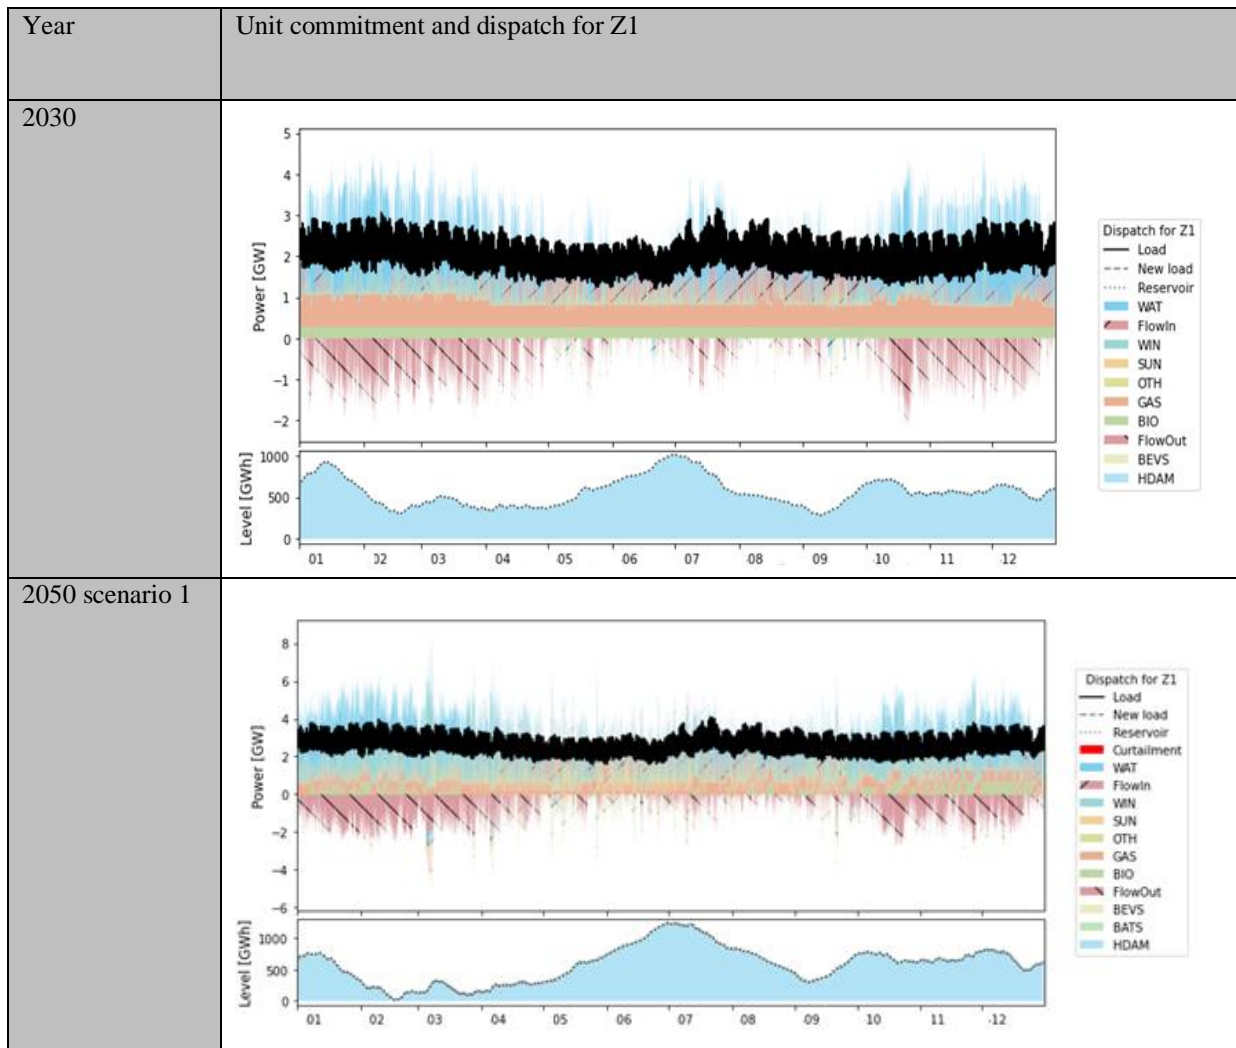 Year
Unit commitment and dispatch for Z1
2030
5
4
3
2
1
0
−1
−2
Power [GW]
Dispatch for Z1
Load
New load
Reservoir
WAT
FlowIn
WIN
SUN
OTH
GAS
BIO
FlowOut
BEVS
HDAM
1000
500
0
Level [GWh]
01 02 03 04 05 06 07 08 09 10 11 12
2050 scenario 1
8
6
4
2
0
−2
−4
−6
Power [GW]
Dispatch for Z1
Load
New load
Reservoir
Curtailment
WAT
FlowIn
WIN
SUN
OTH
GAS
BIO
FlowOut
BEVS
BATS
HDAM
1000
500
0
Level [GWh]
01 02 03 04 05 06 07 08 09 10 11 12